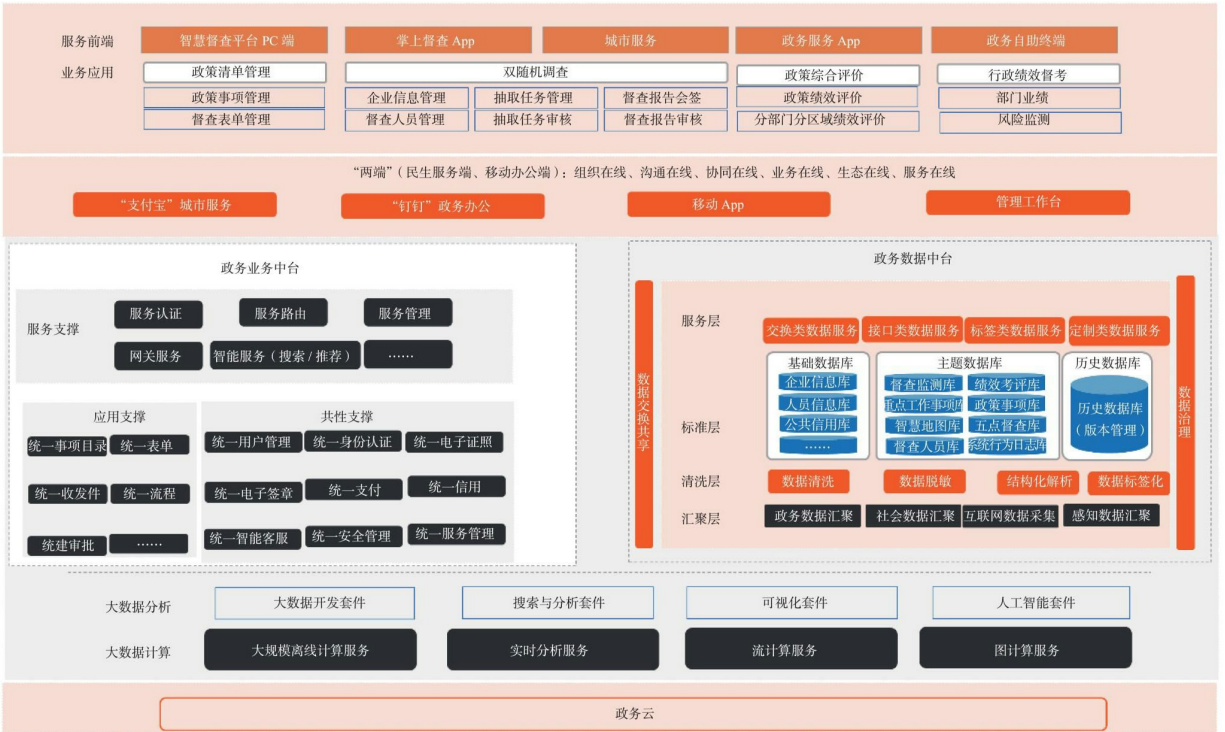 服务前端 智慧督查平台 PC 端 掌上督查 App 城市服务 政务服务 App 政务自助终端
业务应用 政策清单管理 双随机调查 政策综合评价 行政绩效督考
政策事项管理 企业信息管理 抽取任务管理 督查报告会签 政策绩效评价 部门业绩
督查表单管理 督查人员管理 抽取任务审核 督查报告审核 分部门分区域绩效评价 风险监测
“两端”（民生服务端、移动办公端）：组织在线、沟通在线、协同在线、业务在线、生态在线、服务在线
“支付宝”城市服务 “钉钉”政务办公 移动 App 管理工作台
政务业务中台
服务支撑
服务认证 服务路由 服务管理
网关服务 智能服务（搜索 / 推荐） ……
应用支撑
统一事项目录 统一表单
统一收发件 统一流程
统建审批 ……
共性支撑
统一用户管理 统一身份认证 统一电子证照
统一电子签章 统一支付 统一信用
统一智能客服 统一安全管理 统一服务管理
政务数据中台
数据交换共享
服务层
交换类数据服务 接口类数据服务 标签类数据服务 定制类数据服务
标准层
基础数据库
企业信息库
人员信息库
公共信用库
……
主题数据库
督查监测库 绩效考评库
重点工作事项库 政策事项库
智慧地图库 五点督查库
督查人员库 系统行为日志库
历史数据库
历史数据库
（版本管理）
清洗层 数据清洗 数据脱敏 结构化解析 数据标签化
汇聚层 政务数据汇聚 社会数据汇聚 互联网数据采集 感知数据汇聚
数据治理
大数据分析 大数据开发套件 搜索与分析套件 可视化套件 人工智能套件
大数据计算 大规模离线计算服务 实时分析服务 流计算服务 图计算服务
政务云